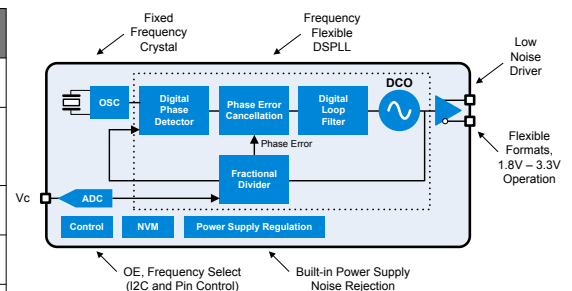 Fixed
Frequency
Crystal
Frequency
Flexible
DSPLL
Low
Noise
Driver
OSC
Digital
Phase
Detector
Phase Error
Cancellation
Digital
Loop
Filter
DCO
Phase Error
Fractional
Divider
Flexible
Formats,
1.8V – 3.3V
Operation
Vc
ADC
Control
NVM
Power Supply Regulation
OE, Frequency Select
(I2C and Pin Control)
Built-in Power Supply
Noise Rejection